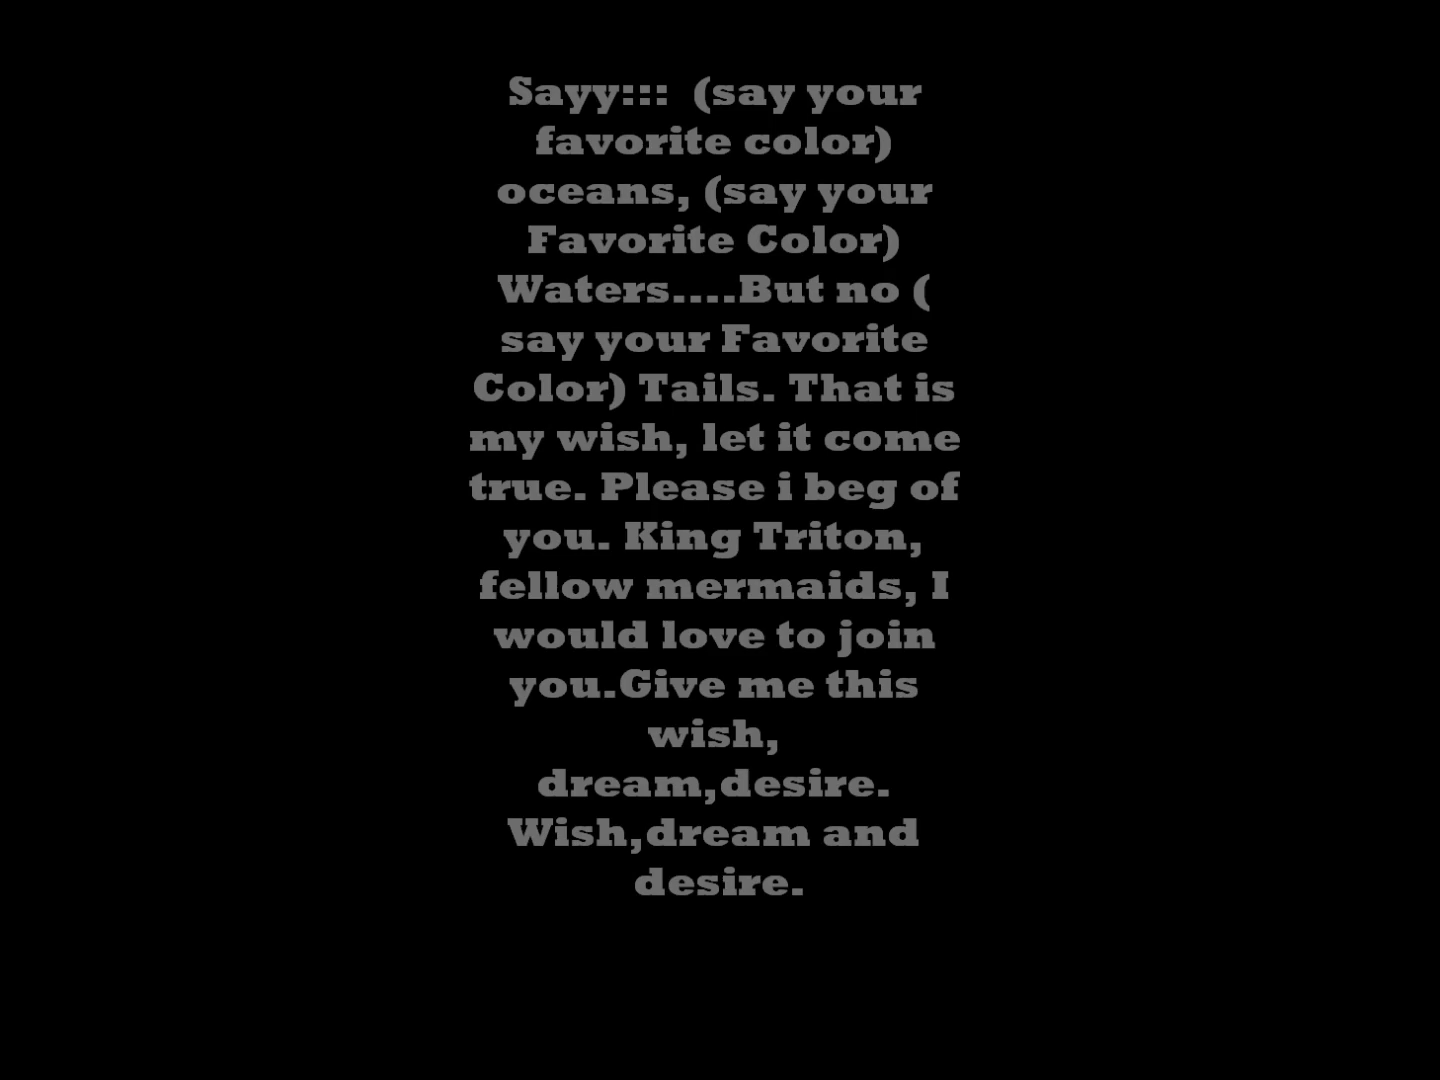 Sayy:::  (say your
favorite color)
oceans, (say your
Favorite Color)
Waters....But no (
say your Favorite
Color) Tails. That is
my wish, let it come
true. Please i beg of
you. King Triton,
fellow mermaids, I
would love to join
you.Give me this
wish,
dream,desire.
Wish,dream and
desire.